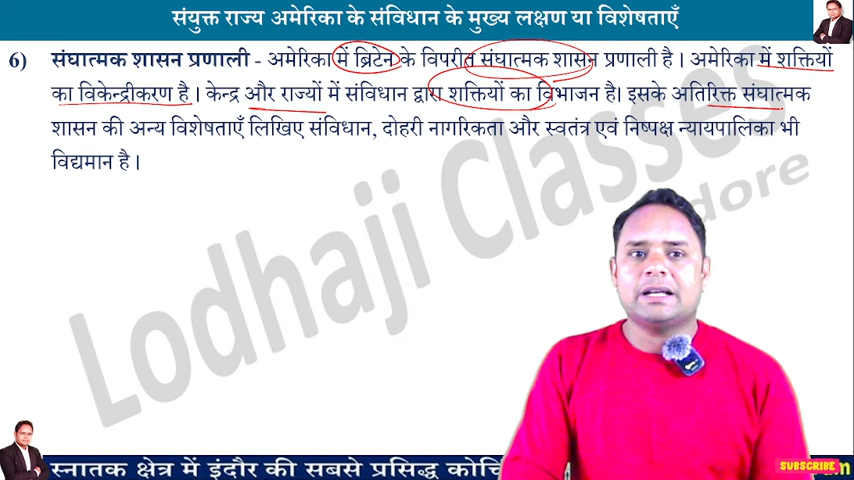 संयुक्त राज्य अमेरिका के संविधान के मुख्य लक्षण या विशेषताएँ
6) संघात्मक शासन प्रणाली - अमेरिका में ब्रिटेन के विपरीत संघात्मक शासन प्रणाली है। अमेरिका में शक्तियों
का विकेन्द्रीकरण है। केन्द्र और राज्यों में संविधान द्वारा शक्तियों का विभाजन है। इसके अतिरिक्त संघात्मक
शासन की अन्य विशेषताएँ लिखिए संविधान, दोहरी नागरिकता और स्वतंत्र एवं निष्पक्ष न्यायपालिका भी
विद्यमान है।
Lodhaji Classes
dore
स्नातक क्षेत्र में इंदौर की सबसे प्रसिद्ध
SUBSCRIBE